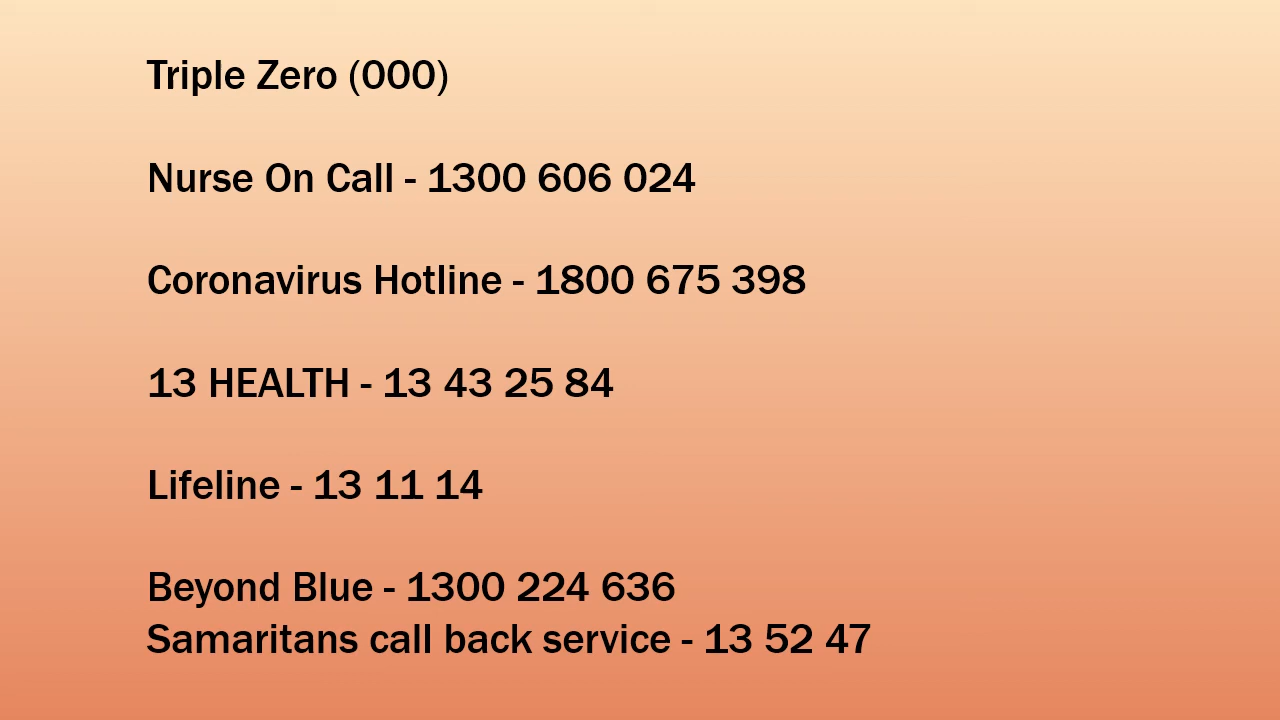 Triple Zero (000)
Nurse On Call - 1300 606 024
Coronavirus Hotline - 1800 675 398
13 HEALTH - 13 43 25 84
Lifeline - 13 11 14
Beyond Blue - 1300 224 636
Samaritans call back service - 13 52 47